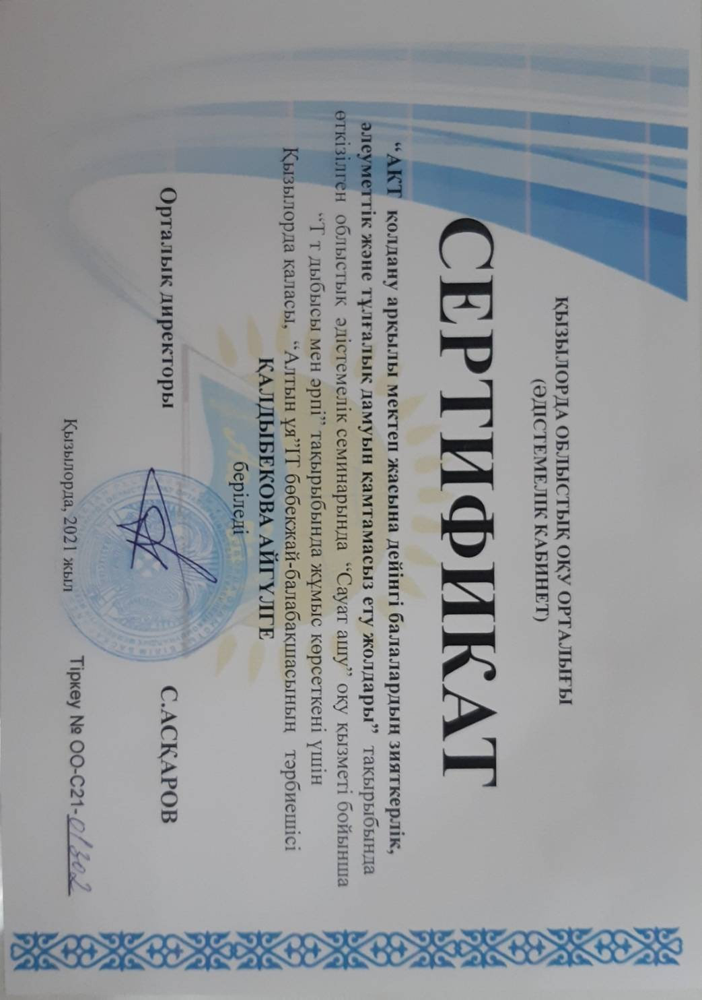 ҚЫЗЫЛОРДА ОБЛЫСТЫҚ ОҚУ ОРТАЛЫҒЫ
(ӘДІСТЕМЕЛІК КАБИНЕТ)
СЕРТИФИКАТ
“АКТ қолдану арқылы мектеп жасына дейінгі балалардың зияткерлік,
әлеуметтік және тұлғалық дамуын қамтамасыз ету жолдары” тақырыбында
өткізілген облыстық әдістемелік семинарында “Сауат ашу” оқу қызметі бойынша
“Т т дыбысы мен әрпі” тақырыбында жұмыс көрсеткені үшін
Қызылорда қаласы, “Алтын ұя”ІТ бөбекжай-балабақшасының тәрбиешісі
ҚАЛДЫБЕКОВА АЙГҮЛГЕ
беріледі
Орталық директоры С.АСҚАРОВ
Қызылорда, 2021 жыл Тіркеу № ОО-С21-01302